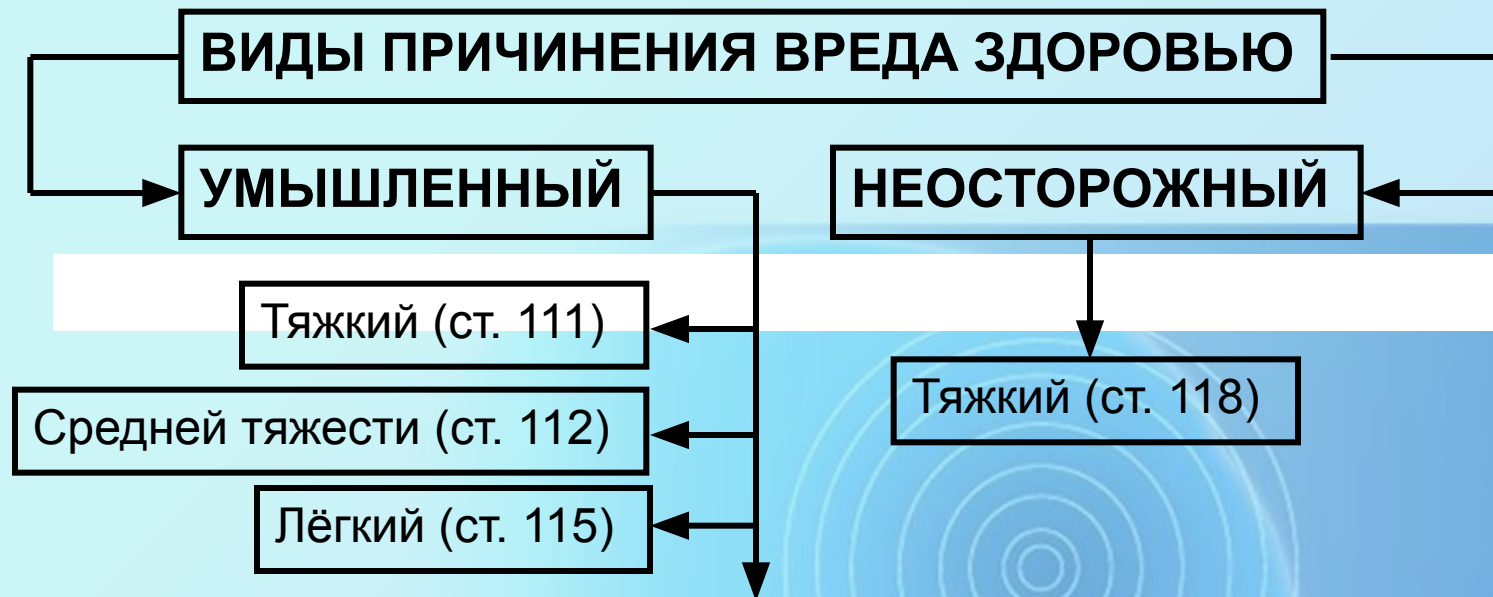 ВИДЫ ПРИЧИНЕНИЯ ВРЕДА ЗДОРОВЬЮ
УМЫШЛЕННЫЙ
НЕОСТОРОЖНЫЙ
Тяжкий (ст. 111)
Средней тяжести (ст. 112)
Лёгкий (ст. 115)
Тяжкий (ст. 118)